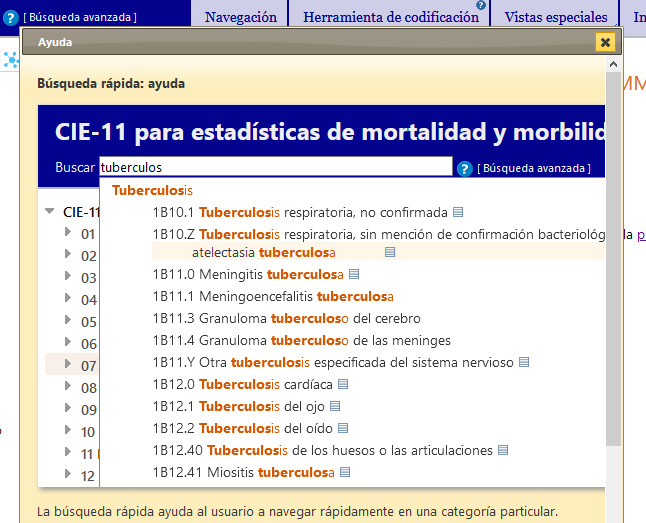 [ Búsqueda avanzada ]
Navegación
Herramienta de codificación
Vistas especiales
Ayuda
MM
Búsqueda rápida: ayuda
CIE-11 para estadísticas de mortalidad y morbilid
Buscar tuberculos ? [ Búsqueda avanzada ]
Tuberculosis
CIE-11
1B10.1 Tuberculosis respiratoria, no confirmada
01
1B10.Z Tuberculosis respiratoria, sin mención de confirmación bacteriológ
la
02
atelectasia tuberculosa
03
1B11.0 Meningitis tuberculosa
04
1B11.1 Meningoencefalitis tuberculosa
05
1B11.3 Granuloma tuberculoso del cerebro
06
1B11.4 Granuloma tuberculoso de las meninges
07
1B11.Y Otra tuberculosis especificada del sistema nervioso
08
1B12.0 Tuberculosis cardíaca
09
1B12.1 Tuberculosis del ojo
10
1B12.2 Tuberculosis del oído
11
1B12.40 Tuberculosis de los huesos o las articulaciones
12
1B12.41 Miositis tuberculosa
La búsqueda rápida ayuda al usuario a navegar rápidamente en una categoría particular.